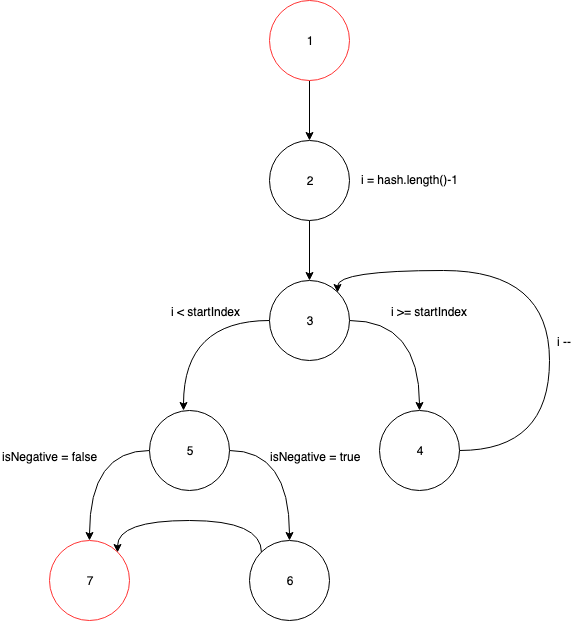 1
2
i = hash.length()-1
3
i < startIndex
i >= startIndex
i --
5
4
isNegative = false
isNegative = true
7
6